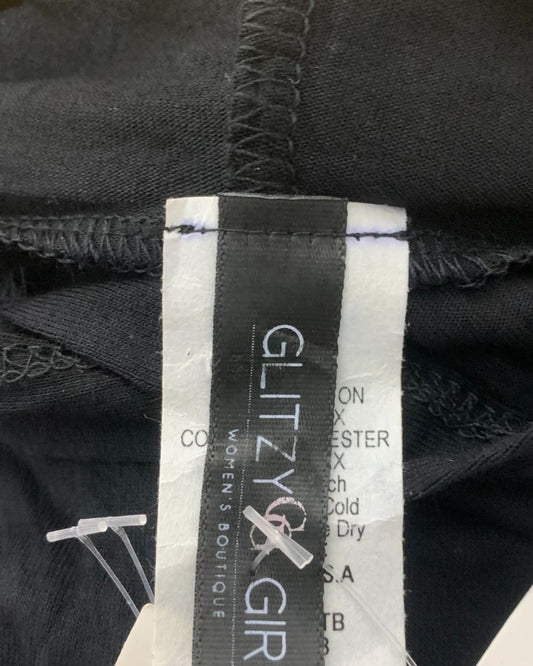 GLITZY GIR
WOMEN'S BOUTIQUE
ON
X
CO ESTER
X
ch
Cold
Dry
S.A
TB